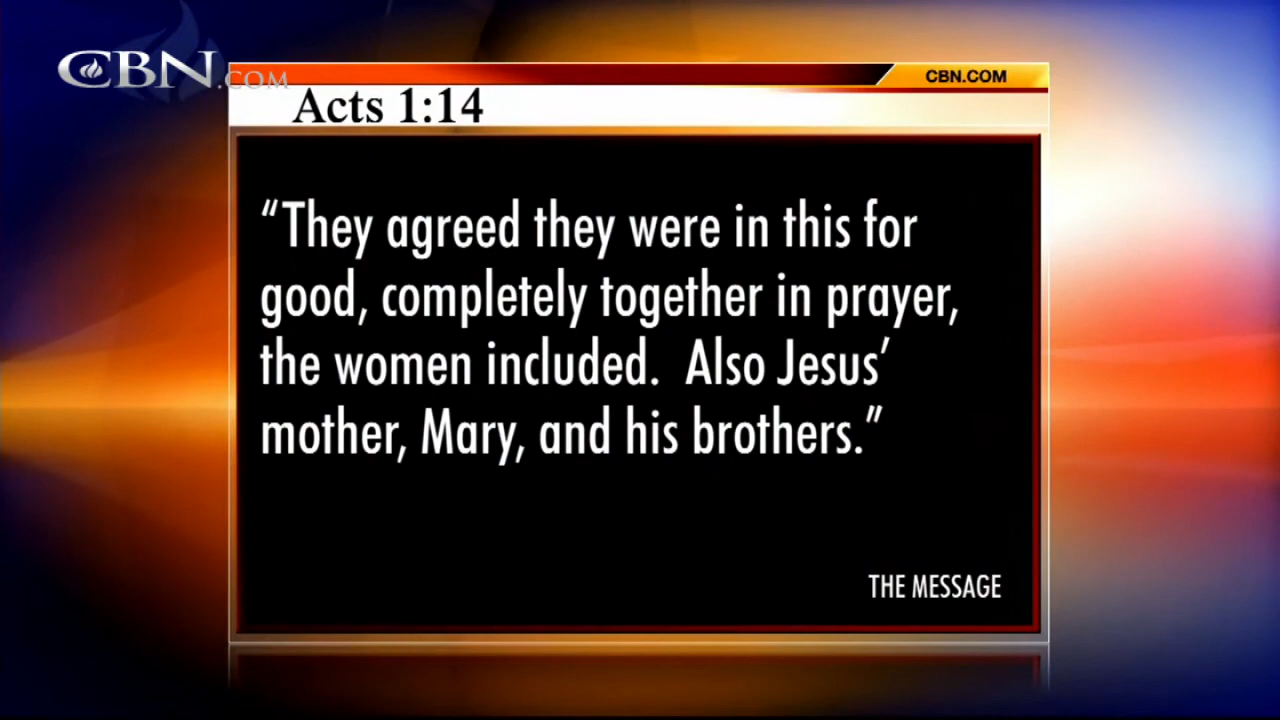 CBN.COM
CBN.COM
Acts 1:14
“They agreed they were in this for
good, completely together in prayer,
the women included.  Also Jesus’
mother, Mary, and his brothers.”
THE MESSAGE